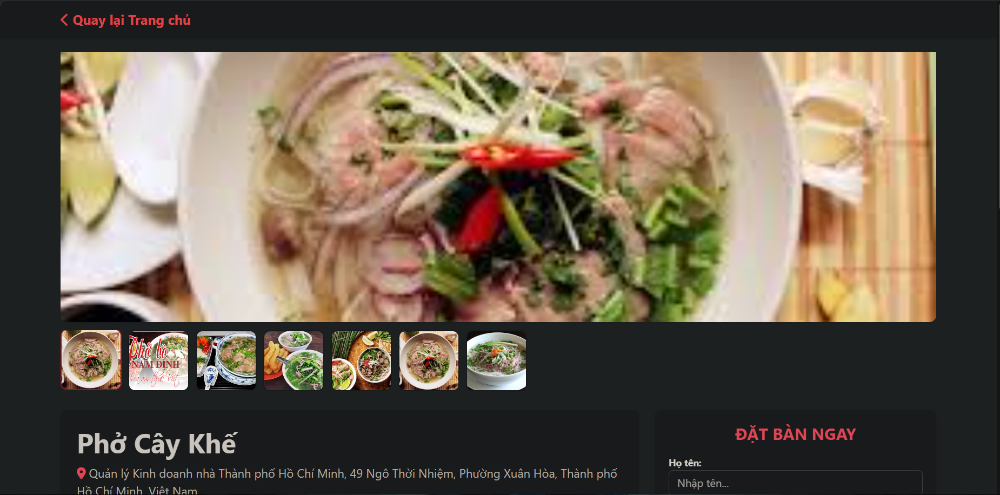 Quay lại Trang chủ
Phở bò
NAM ĐỊNH
Phở Cây Khế
Quản lý Kinh doanh nhà Thành phố Hồ Chí Minh, 49 Ngô Thời Nhiệm, Phường Xuân Hòa, Thành phố
Hồ Chí Minh, Việt Nam
ĐẶT BÀN NGAY
Họ tên:
Nhập tên...